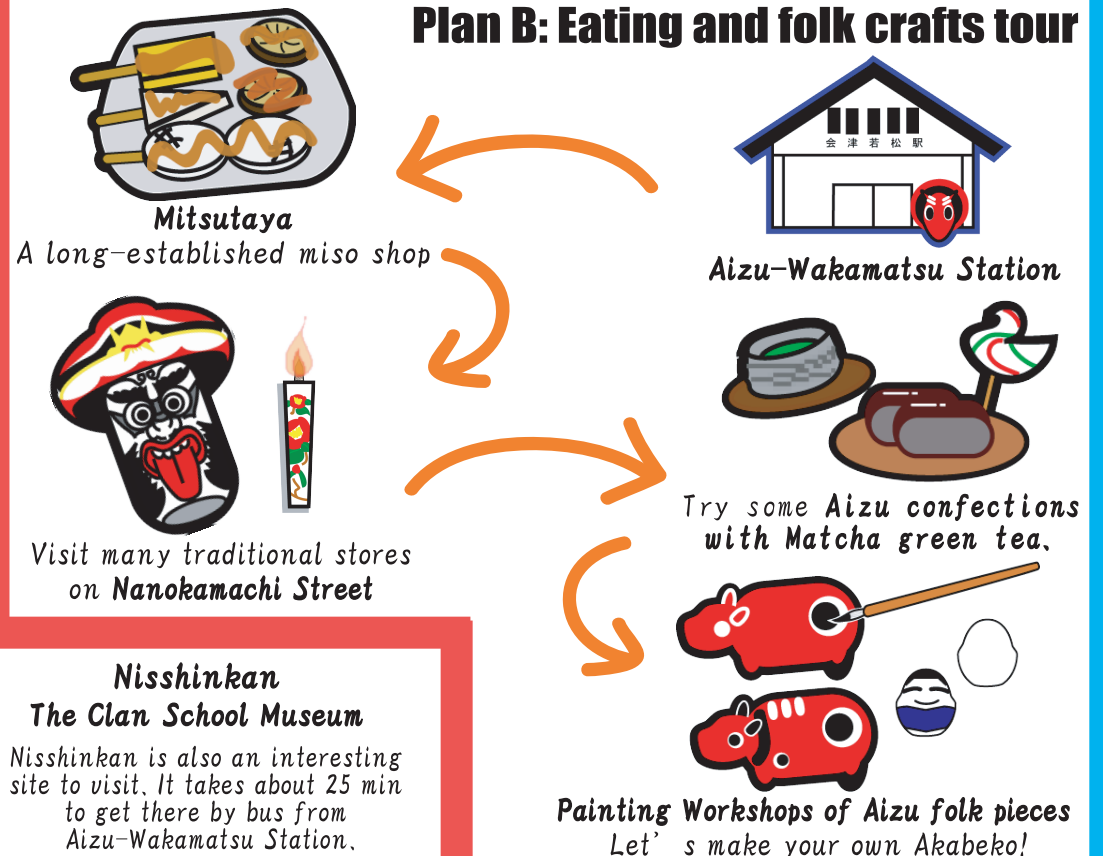 Plan B: Eating and folk crafts tour
会津若松駅
Aizu-Wakamatsu Station
Mitsutaya
A long-established miso shop
Visit many traditional stores
on Nanokamachi Street
Try some Aizu confections
with Matcha green tea.
Painting Workshops of Aizu folk pieces
Let's make your own Akabeko!
Nisshinkan
The Clan School Museum
Nisshinkan is also an interesting
site to visit. It takes about 25 min
to get there by bus from
Aizu-Wakamatsu Station.